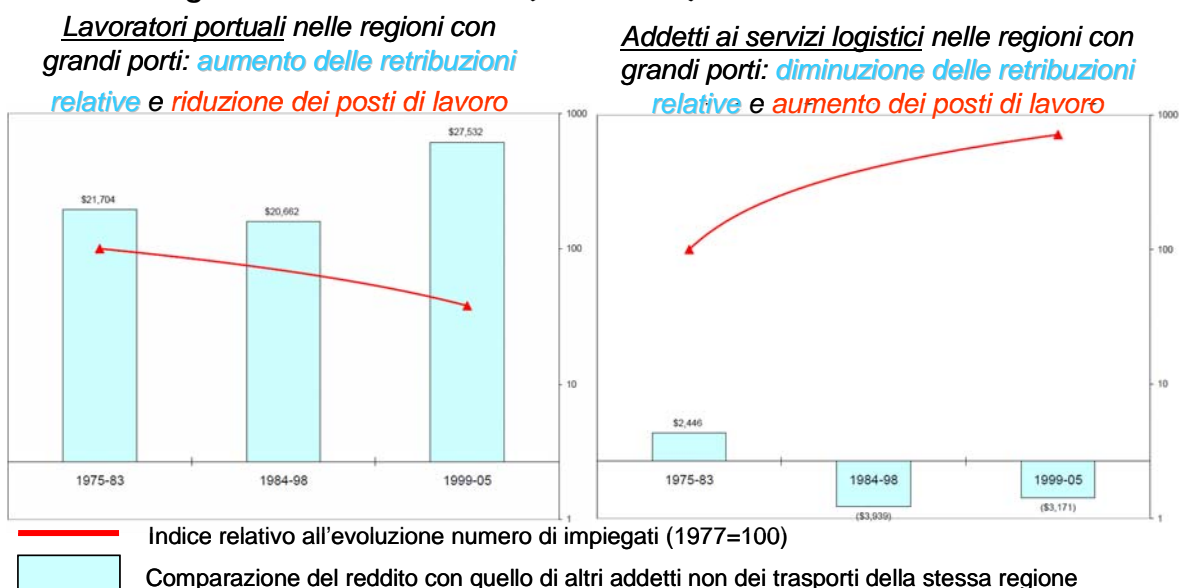 Lavoratori portuali nelle regioni con
grandi porti: aumento delle retribuzioni
relative e riduzione dei posti di lavoro
$21,704
$20,662
$27,532
1000
100
10
1
1975-83
1984-98
1999-05
Addetti ai servizi logistici nelle regioni con
grandi porti: diminuzione delle retribuzioni
relative e aumento dei posti di lavoro
$2,446
($3,939)
($3,171)
1000
100
10
1
1975-83
1984-98
1999-05
Indice relativo all'evoluzione numero di impiegati (1977=100)
Comparazione del reddito con quello di altri addetti non dei trasporti della stessa regione